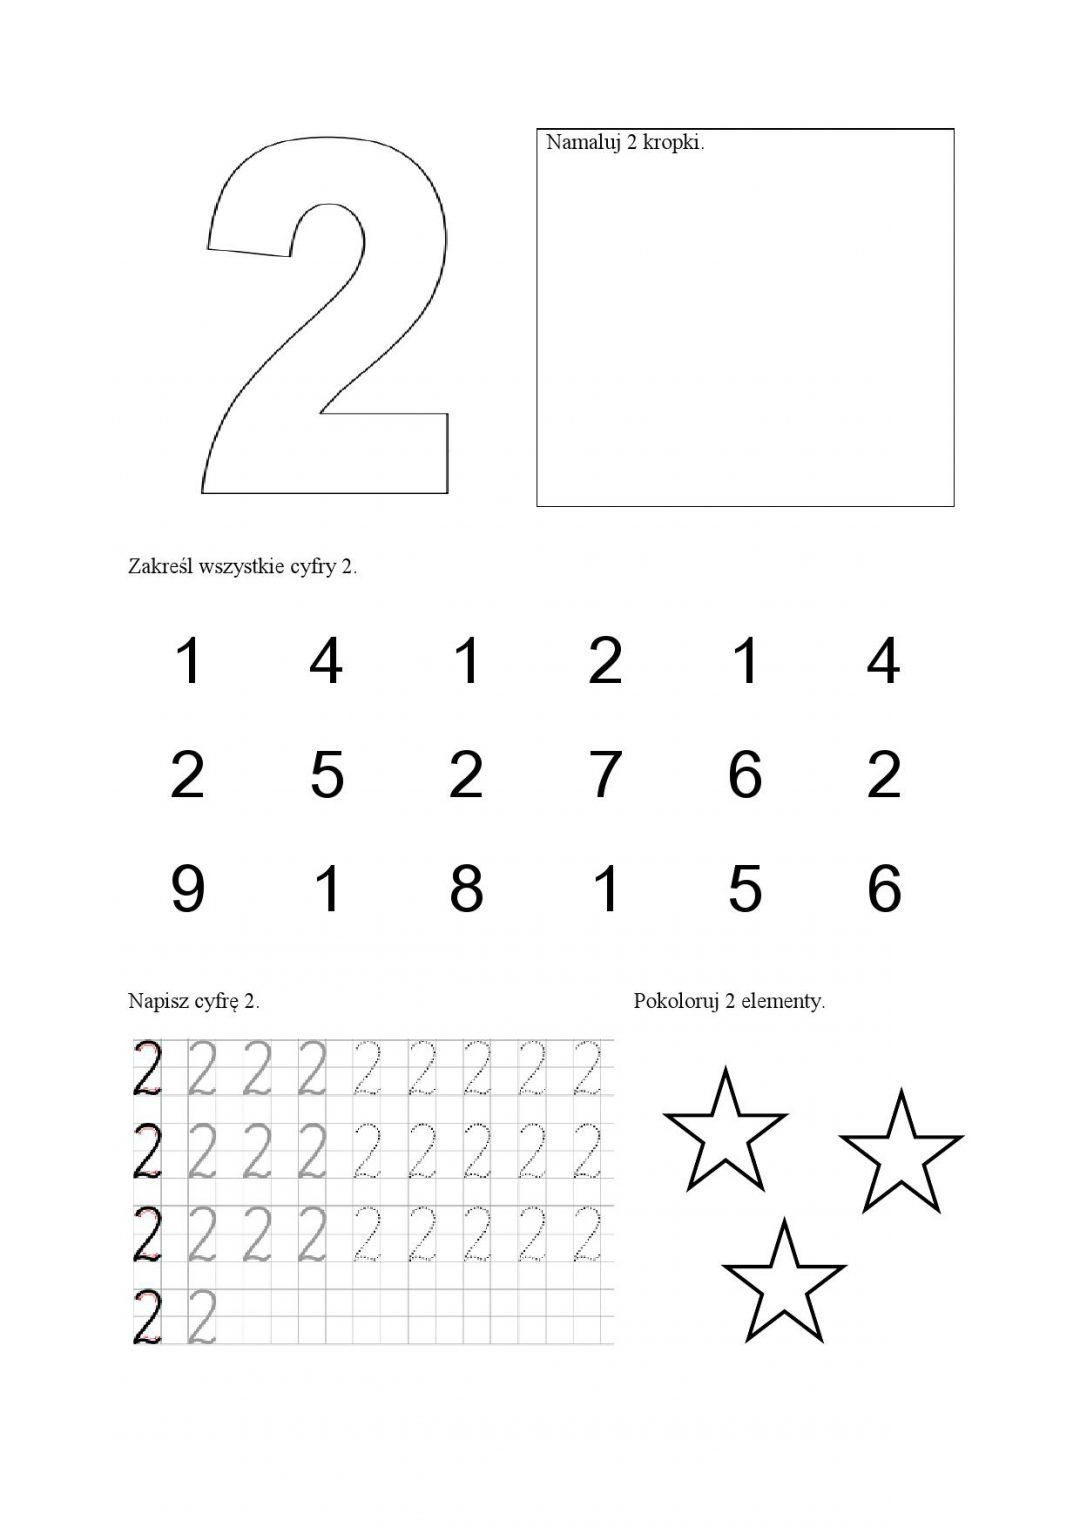 2
Namaluj 2 kropki.
Zakreśl wszystkie cyfry 2.
1 4 1 2 1 4
2 5 2 7 6 2
9 1 8 1 5 6
Napisz cyfrę 2.
Pokoloruj 2 elementy.
2 2 2 2 2 2 2 2 2
2 2 2 2 2 2 2 2 2
2 2 2 2 2 2 2 2 2
2 2